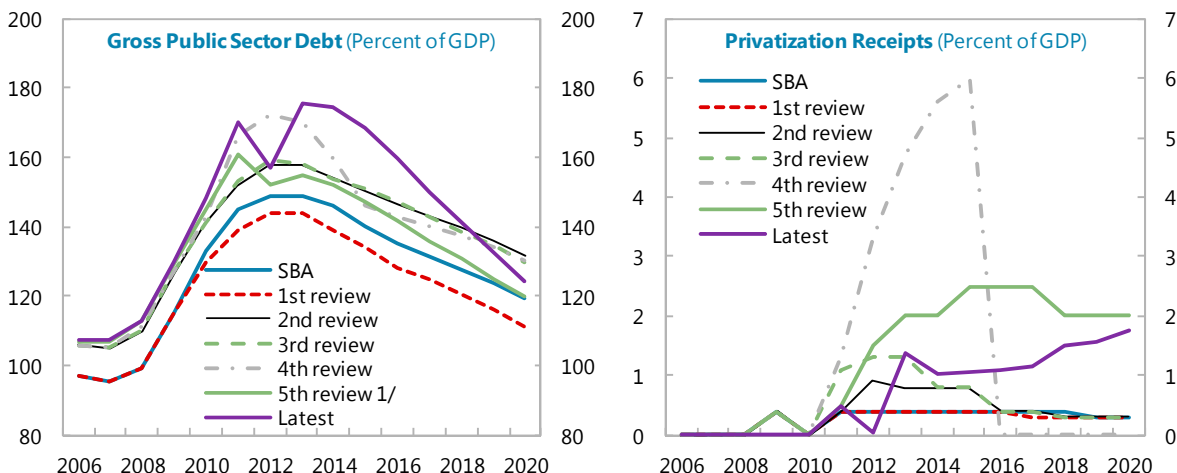 Gross Public Sector Debt (Percent of GDP)
200
180
160
140
120
100
80
200
180
160
140
120
100
80
SBA
1st review
2nd review
3rd review
4th review
5th review 1/
Latest
2006 2008 2010 2012 2014 2016 2018 2020
Privatization Receipts (Percent of GDP)
7
6
5
4
3
2
1
0
7
6
5
4
3
2
1
0
SBA
1st review
2nd review
3rd review
4th review
5th review
Latest
2006 2008 2010 2012 2014 2016 2018 2020